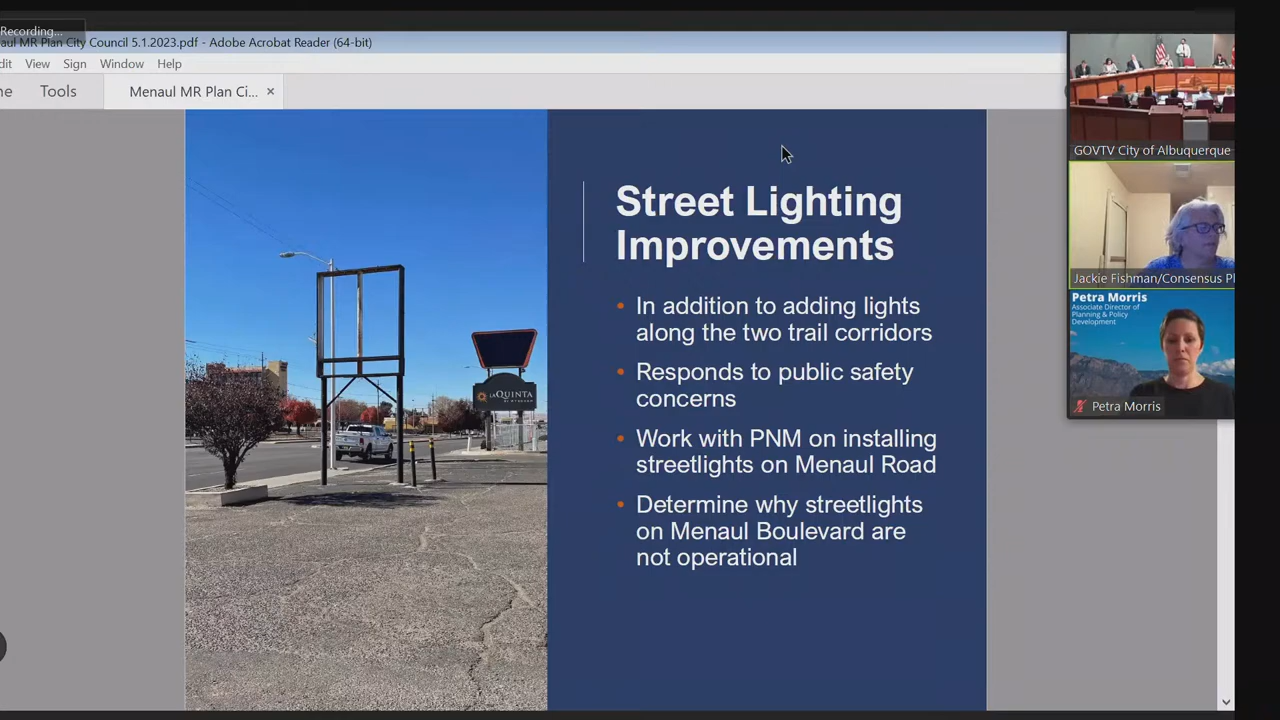 Recording...
aul MR Plan City Council 5.1.2023.pdf - Adobe Acrobat Reader (64-bit)
dit View Sign Window Help
ne Tools Menaul MR Plan Ci... ×
GOVTV City of Albuquerque
Street Lighting
Improvements
• In addition to adding lights
along the two trail corridors
• Responds to public safety
concerns
• Work with PNM on installing
streetlights on Menaul Road
• Determine why streetlights
on Menaul Boulevard are
not operational
LAQUINTA
Jackie Fishman/Consensus Pl
Petra Morris
Associate Director of
Planning & Policy
Development
Petra Morris